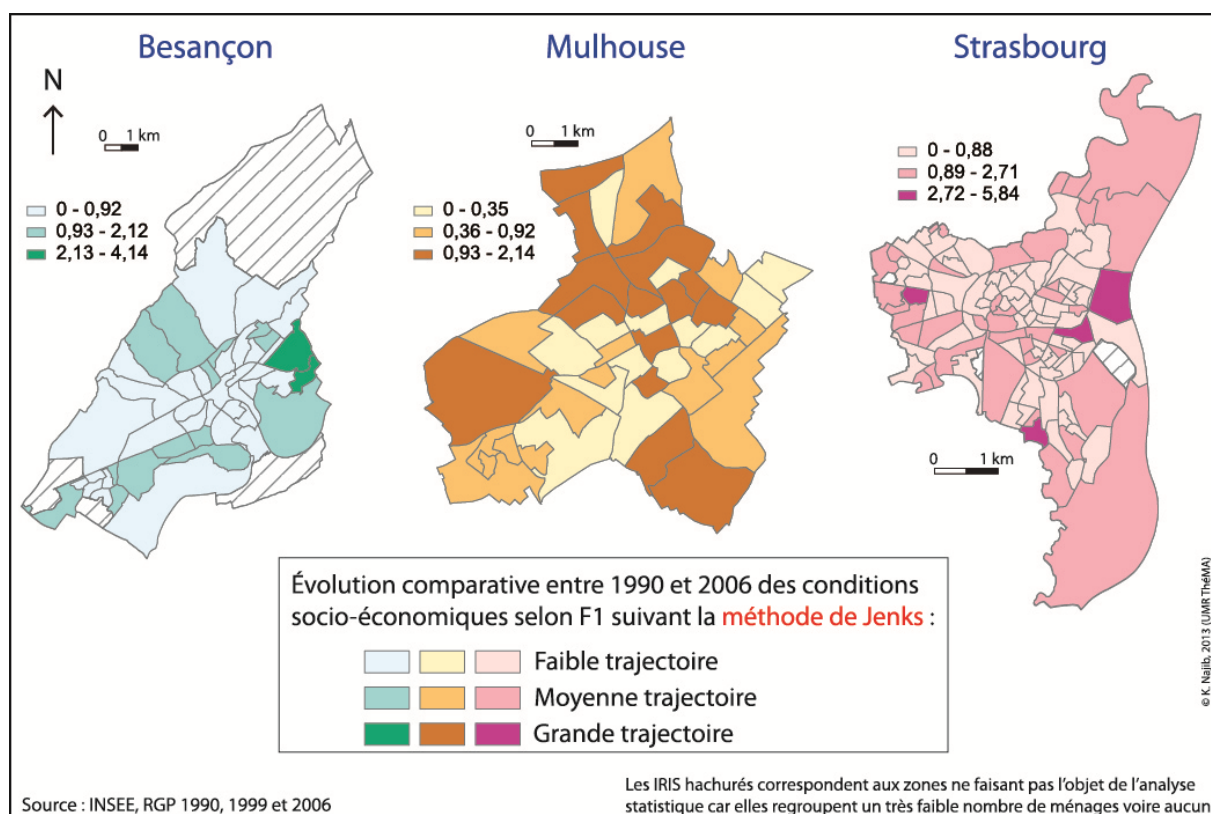 Besançon
Mulhouse
Strasbourg
N
0 1 km
0 - 0,92
0,93 - 2,12
2,13 - 4,14
0 1 km
0 - 0,35
0,36 - 0,92
0,93 - 2,14
0 - 0,88
0,89 - 2,71
2,72 - 5,84
0 1 km
Évolution comparative entre 1990 et 2006 des conditions
socio-économiques selon F1 suivant la méthode de Jenks :
Faible trajectoire
Moyenne trajectoire
Grande trajectoire
© K. Najib, 2013 (UMR ThéMA)
Source : INSEE, RGP 1990, 1999 et 2006
Les IRIS hachurés correspondent aux zones ne faisant pas l'objet de l'analyse
statistique car elles regroupent un très faible nombre de ménages voire aucun